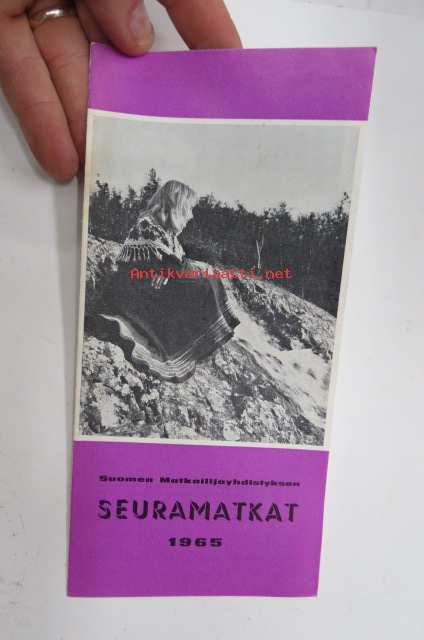 Antikvariaatti.net
Suomen Matkailijayhdistyksen
SEURAMATKAT
1965